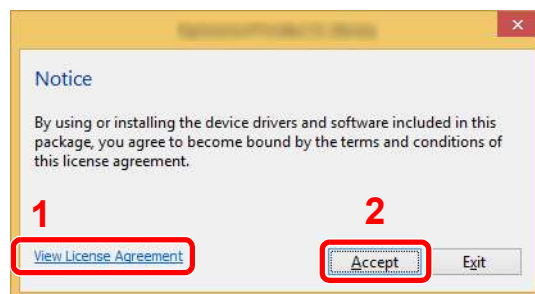 Notice
By using or installing the device drivers and software included in this
package, you agree to become bound by the terms and conditions of
this license agreement.
1
2
View License Agreement
Accept
Exit